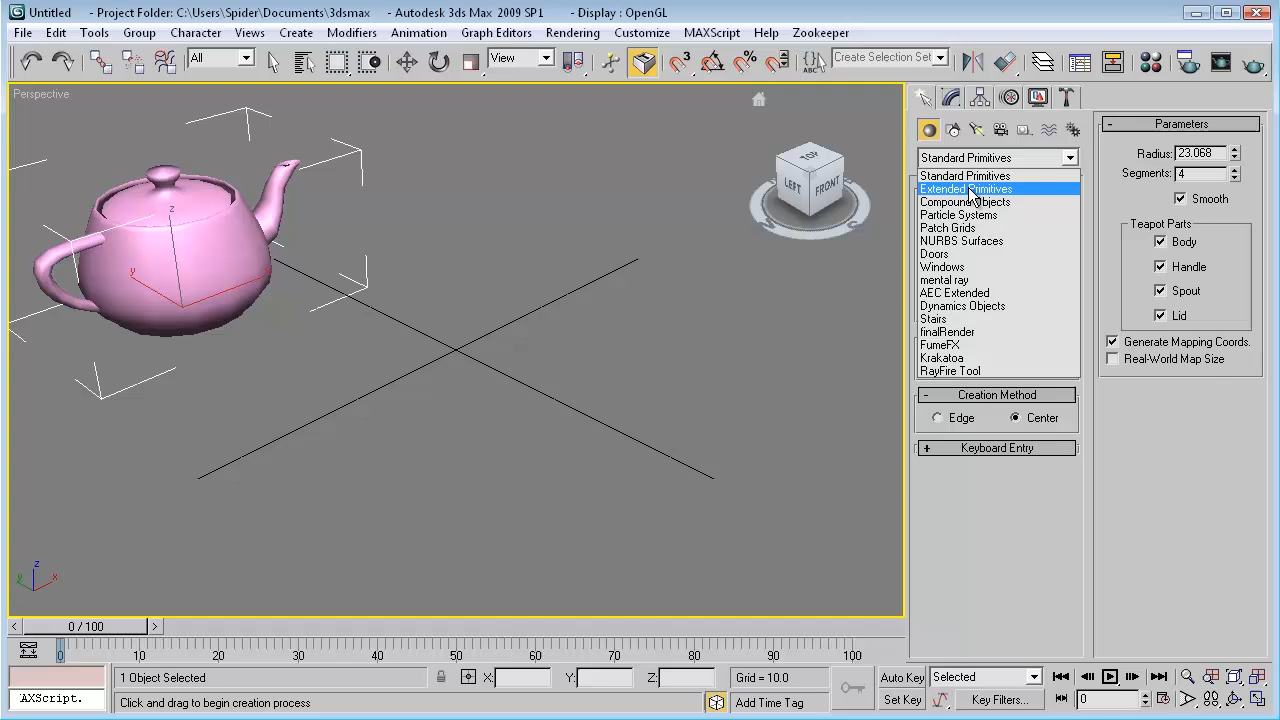 Untitled - Project Folder: C:\Users\Spider\Documents\3dsmax - Autodesk 3ds Max 2009 SP1 - Display : OpenGL
File Edit Tools Group Character Views Create Modifiers Animation Graph Editors Rendering Customize MAXScript Help Zookeeper
All View 3 % ABC Create Selection Set
Perspective
TOP
LEFT FRONT
Standard Primitives
Standard Primitives
Extended Primitives
Compound Objects
Particle Systems
Patch Grids
NURBS Surfaces
Doors
Windows
mental ray
AEC Extended
Dynamics Objects
Stairs
finalRender
FumeFX
Krakatoa
RayFire Tool
- Creation Method
Edge Center
+ Keyboard Entry
- Parameters
Radius: 23.068
Segments: 4
Smooth
Teapot Parts
Body
Handle
Spout
Lid
Generate Mapping Coords.
Real-World Map Size
z
y
z
y x
< 0 / 100 >
0 10 20 30 40 50 60 70 80 90 100
1 Object Selected X: Y: Z: Grid = 10.0 Auto Key Selected
AXScript. Click and drag to begin creation process Add Time Tag Set Key Key Filters... 0